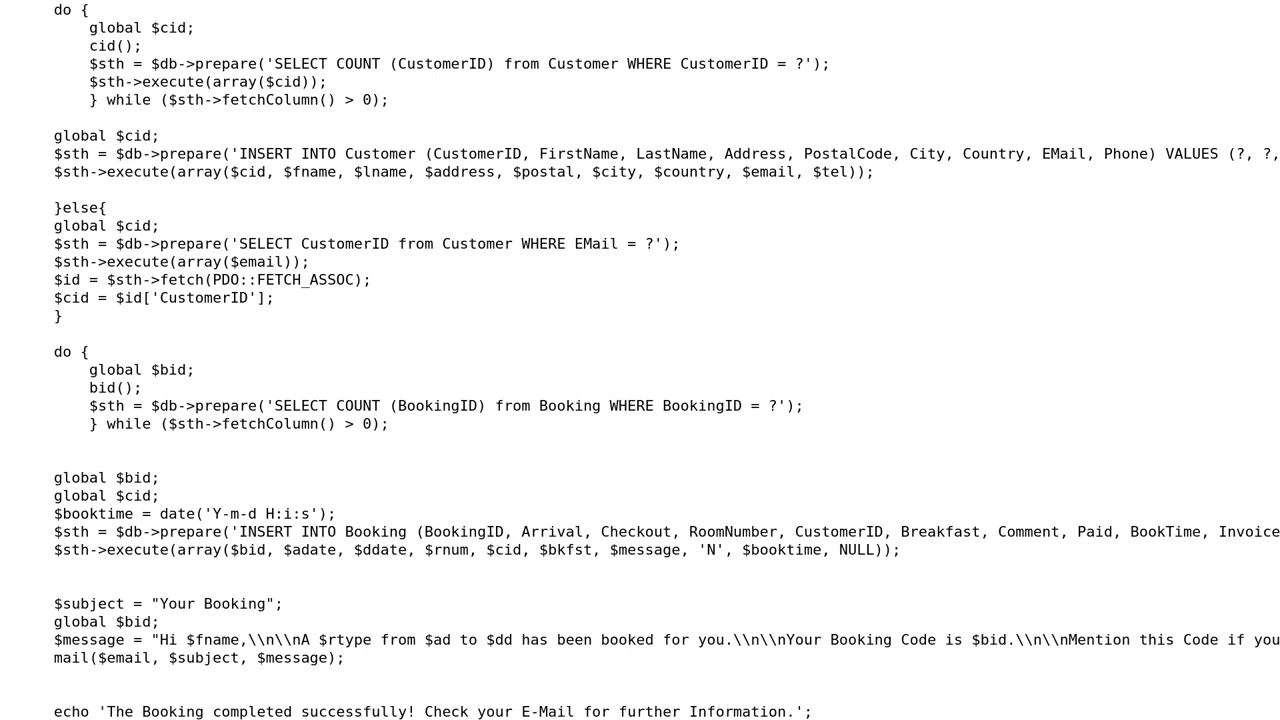 do {
    global $cid;
    cid();
    $sth = $db->prepare('SELECT COUNT (CustomerID) from Customer WHERE CustomerID = ?');
    $sth->execute(array($cid));
    } while ($sth->fetchColumn() > 0);

global $cid;
$sth = $db->prepare('INSERT INTO Customer (CustomerID, FirstName, LastName, Address, PostalCode, City, Country, EMail, Phone) VALUES (?, ?,
$sth->execute(array($cid, $fname, $lname, $address, $postal, $city, $country, $email, $tel));

}else{
global $cid;
$sth = $db->prepare('SELECT CustomerID from Customer WHERE EMail = ?');
$sth->execute(array($email));
$id = $sth->fetch(PDO::FETCH_ASSOC);
$cid = $id['CustomerID'];
}

do {
    global $bid;
    bid();
    $sth = $db->prepare('SELECT COUNT (BookingID) from Booking WHERE BookingID = ?');
    } while ($sth->fetchColumn() > 0);


global $bid;
global $cid;
$booktime = date('Y-m-d H:i:s');
$sth = $db->prepare('INSERT INTO Booking (BookingID, Arrival, Checkout, RoomNumber, CustomerID, Breakfast, Comment, Paid, BookTime, Invoice
$sth->execute(array($bid, $adate, $ddate, $rnum, $cid, $bkfst, $message, 'N', $booktime, NULL));


$subject = "Your Booking";
global $bid;
$message = "Hi $fname,\\n\\nA $rtype from $ad to $dd has been booked for you.\\n\\nYour Booking Code is $bid.\\n\\nMention this Code if you
mail($email, $subject, $message);


echo 'The Booking completed successfully! Check your E-Mail for further Information.';